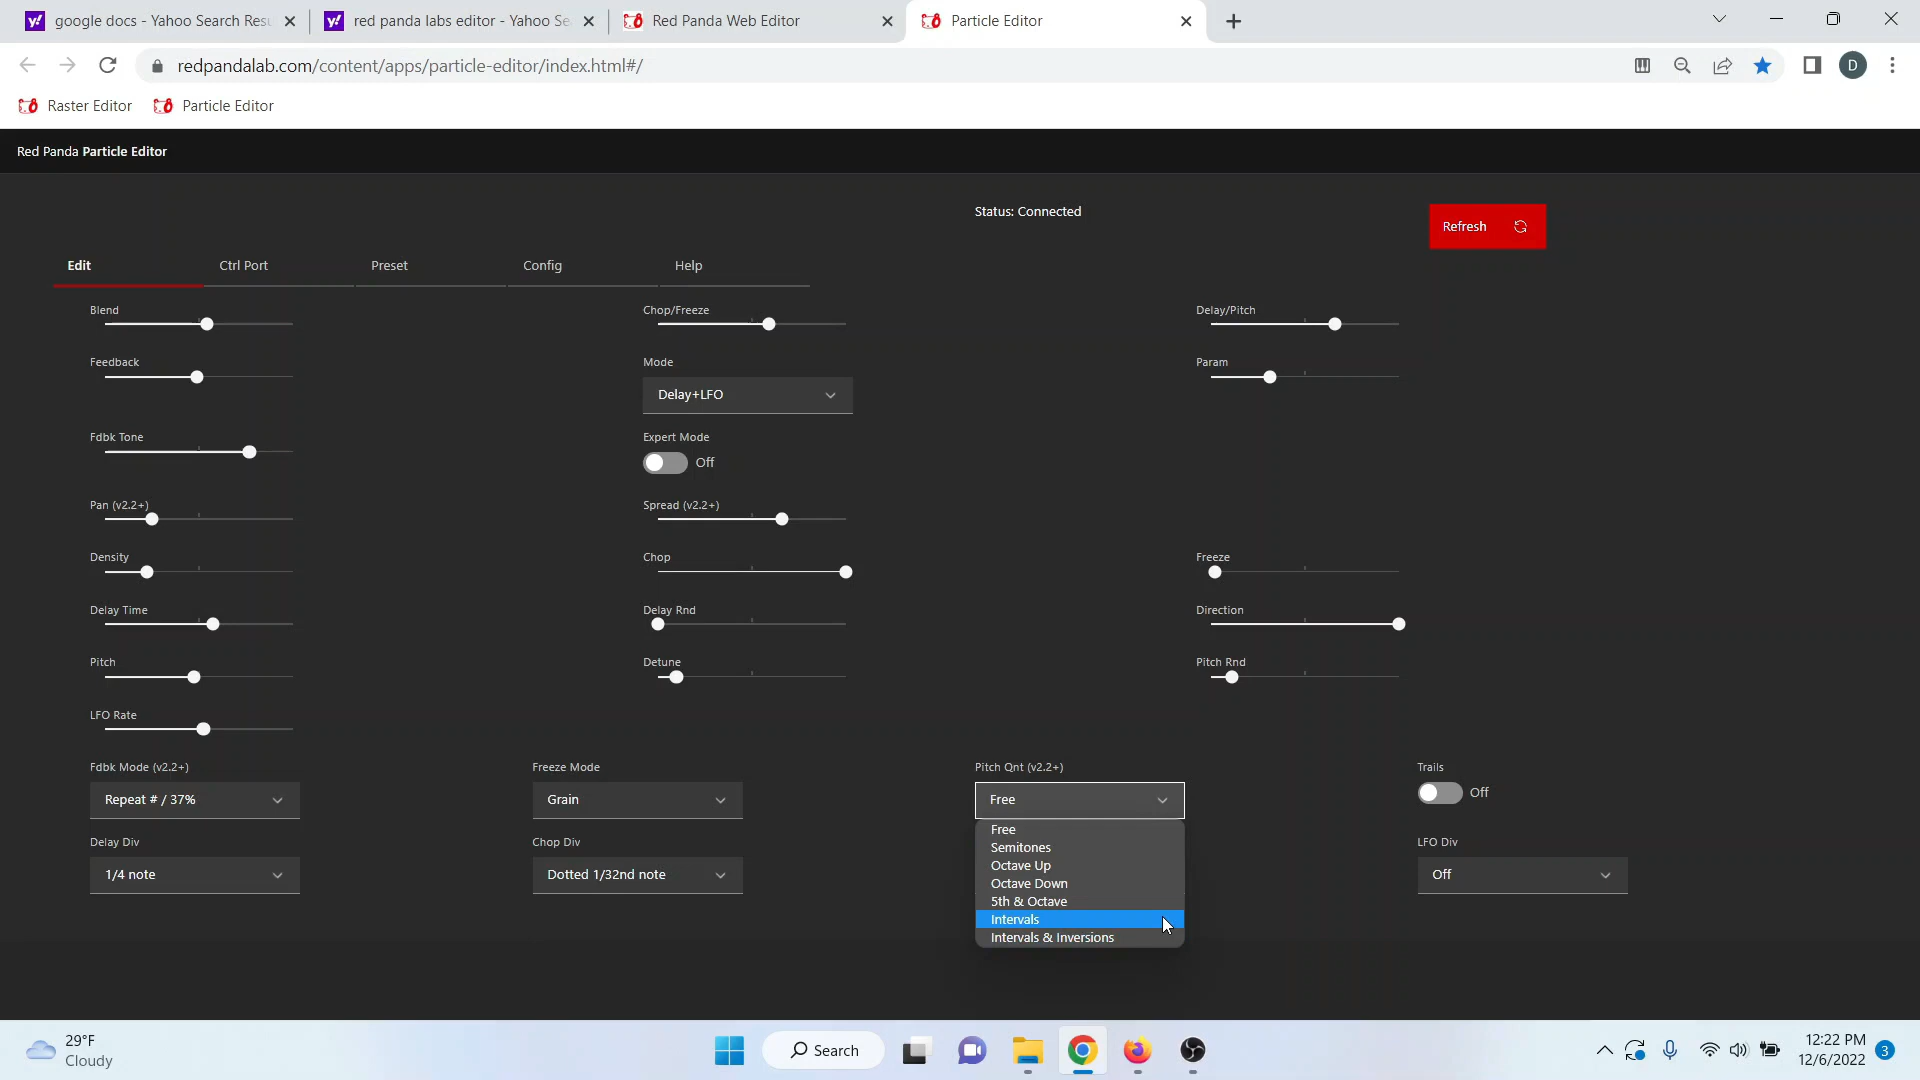 google docs - Yahoo Search Resu
red panda labs editor - Yahoo Se
Red Panda Web Editor
Particle Editor
redpandalab.com/content/apps/particle-editor/index.html#/
D
Raster Editor
Particle Editor
Red Panda Particle Editor
Status: Connected
Refresh
Edit
Ctrl Port
Preset
Config
Help
Blend
Chop/Freeze
Delay/Pitch
Feedback
Mode
Param
Delay+LFO
Fdbk Tone
Expert Mode
Off
Pan (v2.2+)
Spread (v2.2+)
Density
Chop
Freeze
Delay Time
Delay Rnd
Direction
Pitch
Detune
Pitch Rnd
LFO Rate
Fdbk Mode (v2.2+)
Freeze Mode
Pitch Qnt (v2.2+)
Trails
Repeat # / 37%
Grain
Free
Off
Delay Div
Chop Div
LFO Div
1/4 note
Dotted 1/32nd note
Off
Free
Semitones
Octave Up
Octave Down
5th & Octave
Intervals
Intervals & Inversions
29°F
Cloudy
Search
12:22 PM
12/6/2022
3